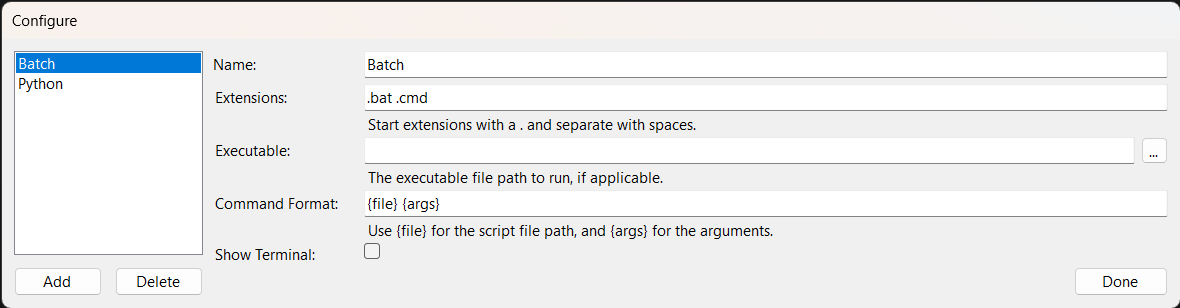 Configure
Batch
Python
Name:
Batch
Extensions:
.bat .cmd
Start extensions with a . and separate with spaces.
Executable:
...
The executable file path to run, if applicable.
Command Format:
{file} {args}
Use {file} for the script file path, and {args} for the arguments.
Show Terminal:
Add
Delete
Done